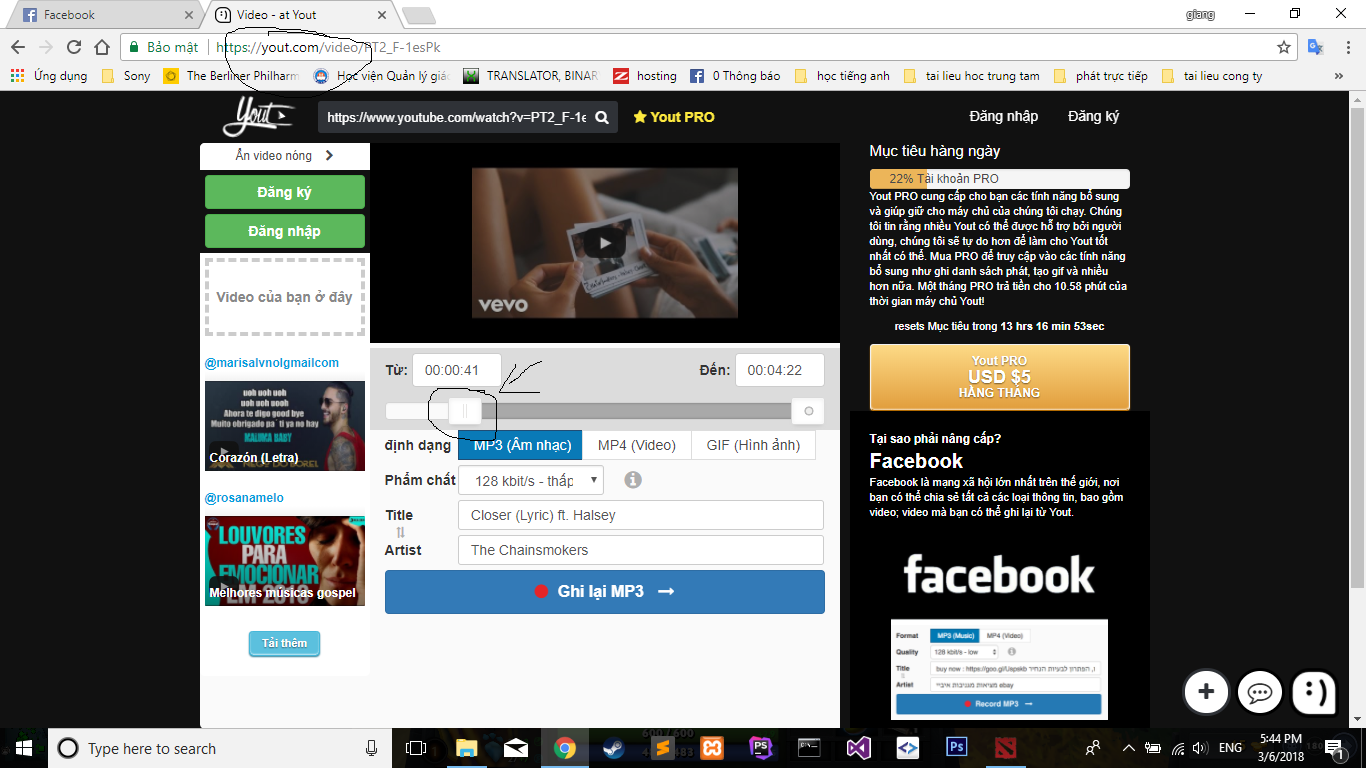 Facebook
Video - at Yout
giang
Bảo mật
https://yout.com/video/PT2_F-1esPk
Ứng dụng
Sony
The Berliner Philharm
Học viện Quản lý giáo
TRANSLATOR, BINAR
hosting
0 Thông báo
học tiếng anh
tai lieu hoc trung tam
phát trực tiếp
tai lieu cong ty
»
Yout
https://www.youtube.com/watch?v=PT2_F-1e
Yout PRO
Đăng nhập
Đăng ký
Ẩn video nóng
Đăng ký
Đăng nhập
Video của bạn ở đây
@marisalvnolgmailcom
uoh uoh ueh
uoh uoh uooh
Ahora te digo good bye
Muito obrigado pa´ti ya no hay
KALUMA BABY
Corazón (Letra)
@rosanamelo
LOUVORES
PARA
EMOCIONAR
EM 2018
Melhores músicas gospel
Tải thêm
vevo
Từ:
00:00:41
Đến:
00:04:22
định dạng
MP3 (Âm nhạc)
MP4 (Video)
GIF (Hình ảnh)
Phẩm chất
128 kbit/s - thấp
Title
Closer (Lyric) ft. Halsey
Artist
The Chainsmokers
Ghi lại MP3
Mục tiêu hàng ngày
22% Tài khoản PRO
Yout PRO cung cấp cho bạn các tính năng bổ sung
và giúp giữ cho máy chủ của chúng tôi chạy. Chúng
tôi tin rằng nhiều Yout có thể được hỗ trợ bởi người
dùng, chúng tôi sẽ tự do hơn để làm cho Yout tốt
nhất có thể. Mua PRO để truy cập vào các tính năng
bổ sung như ghi danh sách phát, tạo gif và nhiều
hơn nữa. Một tháng PRO trả tiền cho 10.58 phút của
thời gian máy chủ Yout!
resets Mục tiêu trong 13 hrs 16 min 53sec
Yout PRO
USD $5
HÀNG THÁNG
Tại sao phải nâng cấp?
Facebook
Facebook là mạng xã hội lớn nhất trên thế giới, nơi
bạn có thể chia sẻ tất cả các loại thông tin, bao gồm
video; video mà bạn có thể ghi lại từ Yout.
facebook
Format
MP3 (Music)
MP4 (Video)
Quality
128 kbit/s - low
Title
buy now : https://goo.gl/Uspekb
Artist
ebay
Record MP3
Type here to search
ENG
5:44 PM
3/6/2018